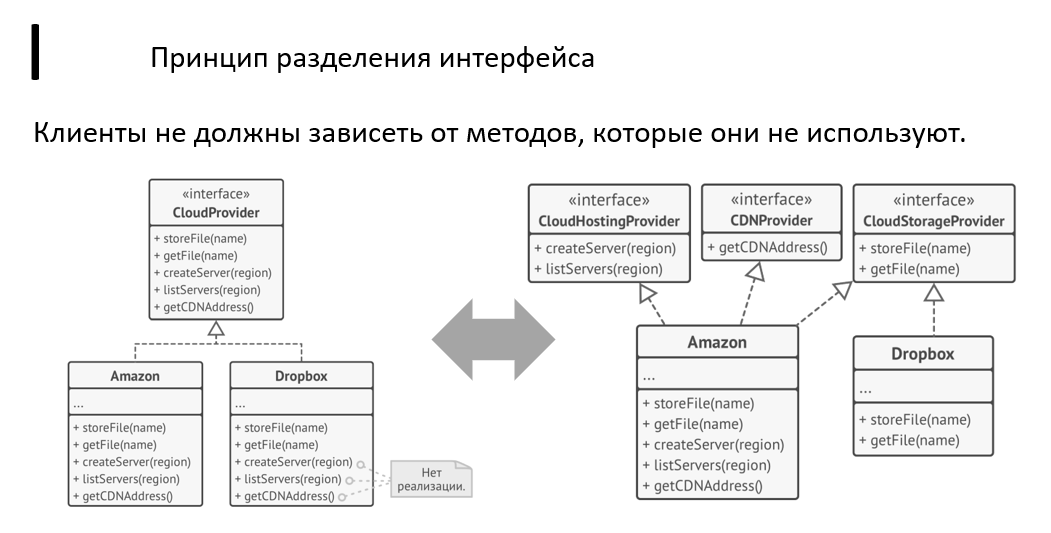 Принцип разделения интерфейса
Клиенты не должны зависеть от методов, которые они не используют.
«interface»
CloudProvider
+ storeFile(name)
+ getFile(name)
+ createServer(region)
+ listServers(region)
+ getCDNAddress()
Amazon
...
+ storeFile(name)
+ getFile(name)
+ createServer(region)
+ listServers(region)
+ getCDNAddress()
Dropbox
...
+ storeFile(name)
+ getFile(name)
+ createServer(region)
+ listServers(region)
+ getCDNAddress()
Нет
реализации.
«interface»
CloudHostingProvider
+ createServer(region)
+ listServers(region)
«interface»
CDNProvider
+ getCDNAddress()
«interface»
CloudStorageProvider
+ storeFile(name)
+ getFile(name)
Amazon
...
+ storeFile(name)
+ getFile(name)
+ createServer(region)
+ listServers(region)
+ getCDNAddress()
Dropbox
...
+ storeFile(name)
+ getFile(name)